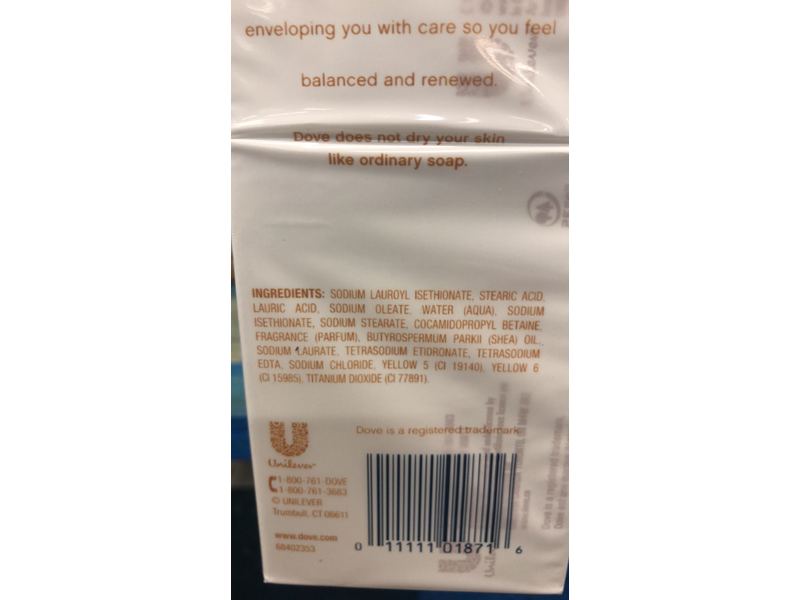 enveloping you with care so you feel
balanced and renewed.
Dove does not dry your skin
like ordinary soap.
INGREDIENTS: SODIUM LAUROYL ISETHIONATE, STEARIC ACID,
LAURIC ACID, SODIUM OLEATE, WATER (AQUA), SODIUM
ISETHIONATE, SODIUM STEARATE, COCAMIDOPROPYL BETAINE,
FRAGRANCE (PARFUM), BUTYROSPERMUM PARKII (SHEA) OIL,
SODIUM LAURATE, TETRASODIUM ETIDRONATE, TETRASODIUM
EDTA, SODIUM CHLORIDE, YELLOW 5 (CI 19140), YELLOW 6
(CI 15985), TITANIUM DIOXIDE (CI 77891).
Dove is a registered trademark
Unilever
1-800-761-DOVE
1-800-761-3683
© UNILEVER
Trumbull, CT 06611
www.dove.com
68402353
0 11111 01871 6